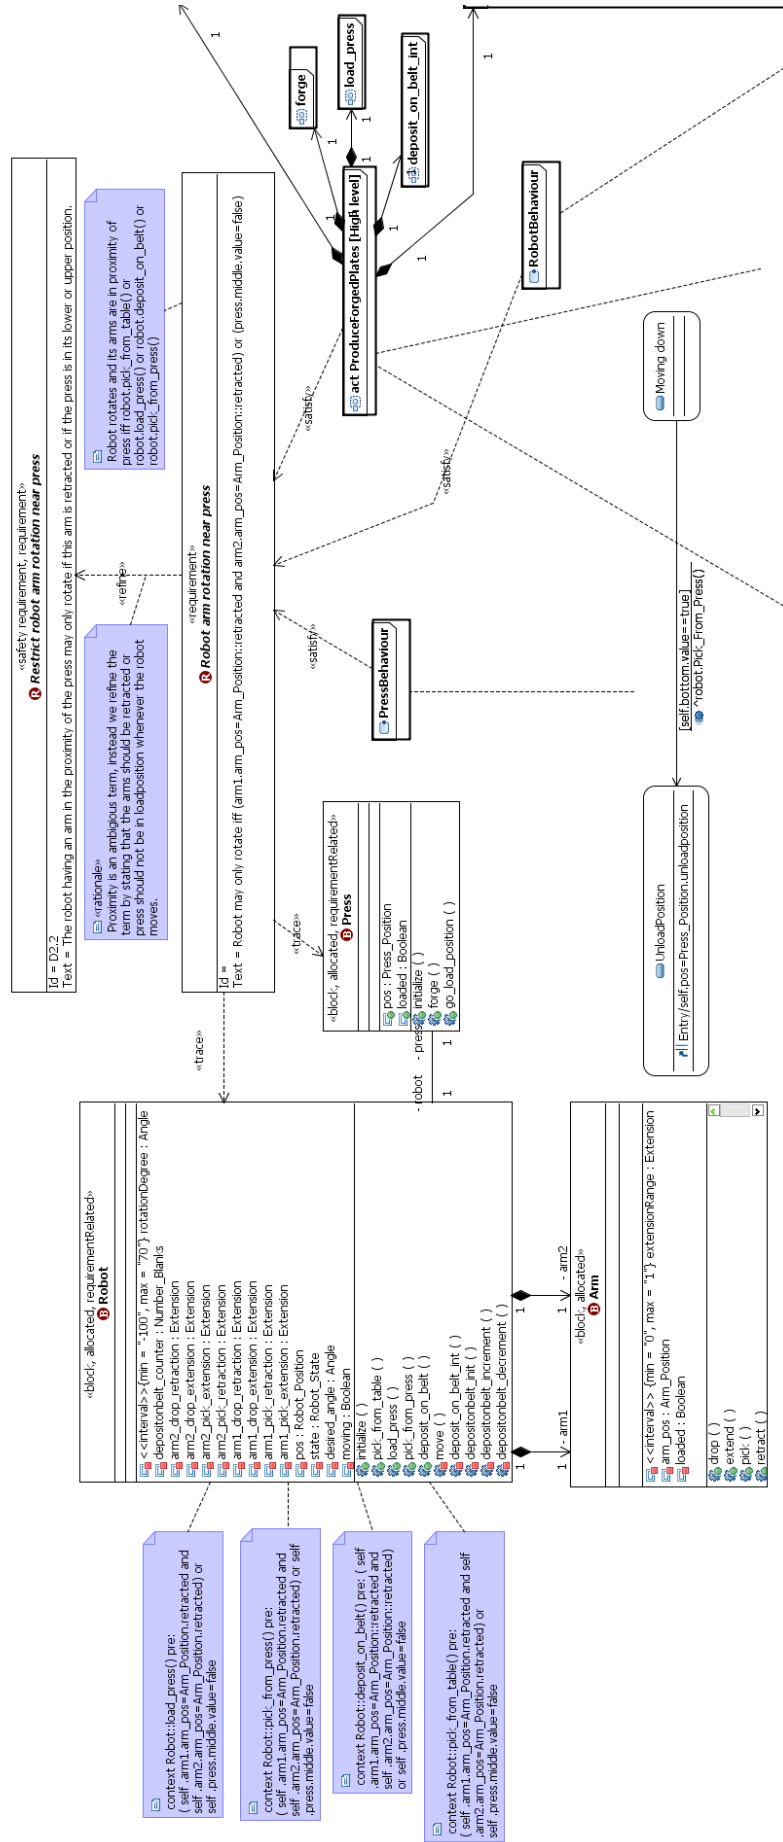 «safety requirement, requirement»
Restrict robot arm rotation near press
Id = D2.2
Text = The robot having an arm in the proximity of the press may only rotate if this arm is retracted or if the press is in its lower or upper position.
«rationale»
Proximity is an ambigious term, instead we refine the
term by stating that the arms should be retracted or
press should not be in loadposition whenever the robot
moves.
«refine»
Robot rotates and its arms are in proximity of
press iff robot.pick_from_table() or
robot.load_press() or robot.deposit_on_belt() or
robot.pick_from_press()
«requirement»
Robot arm rotation near press
Id =
Text = Robot may only rotate iff (arm1.arm_pos=Arm_Position::retracted and arm2.arm_pos=Arm_Position::retracted) or (press.middle.value=false)
«trace»
«trace»
«satisfy»
«satisfy»
«satisfy»
forge
load_press
deposit_on_belt_int
act ProduceForgedPlates [High level]
1
1
1
1
1
1
1
1
RobotBehaviour
PressBehaviour
Moving down
[self.bottom.value==true]
^robot.Pick_From_Press()
UnloadPosition
Entry/self.pos=Press_Position.unloadposition
«block, allocated, requirementRelated»
Press
pos : Press_Position
loaded : Boolean
initialize ( )
forge ( )
go_load_position ( )
- robot
- press
1
1
«block, allocated, requirementRelated»
Robot
<<interval>> {min = "-100", max = "70"} rotationDegree : Angle
depositonbelt_counter : Number_Blanks
arm2_drop_retraction : Extension
arm2_drop_extension : Extension
arm2_pick_extension : Extension
arm2_pick_retraction : Extension
arm1_drop_retraction : Extension
arm1_drop_extension : Extension
arm1_pick_retraction : Extension
arm1_pick_extension : Extension
pos : Robot_Position
state : Robot_State
desired_angle : Angle
moving : Boolean
initialize ( )
pick_from_table ( )
load_press ( )
pick_from_press ( )
deposit_on_belt ( )
move ( )
deposit_on_belt_int ( )
depositonbelt_init ( )
depositonbelt_increment ( )
depositonbelt_decrement ( )
1
1
- arm1
1
1
- arm2
«block, allocated»
Arm
<<interval>> {min = "0", max = "1"} extensionRange : Extension
arm_pos : Arm_Position
loaded : Boolean
drop ( )
extend ( )
pick ( )
retract ( )
context Robot::load_press() pre:
( self .arm1.arm_pos=Arm_Position.retracted and
self .arm2.arm_pos=Arm_Position.retracted) or
self .press.middle.value=false
context Robot::pick_from_press() pre:
( self .arm1.arm_pos=Arm_Position.retracted and
self .arm2.arm_pos=Arm_Position.retracted) or self
.press.middle.value=false
context Robot::deposit_on_belt() pre: ( self
.arm1.arm_pos=Arm_Position::retracted and
self .arm2.arm_pos=Arm_Position::retracted)
or self .press.middle.value=false
context Robot::pick_from_table() pre:
( self .arm1.arm_pos=Arm_Position.retracted and self
.arm2.arm_pos=Arm_Position.retracted) or
self .press.middle.value=false